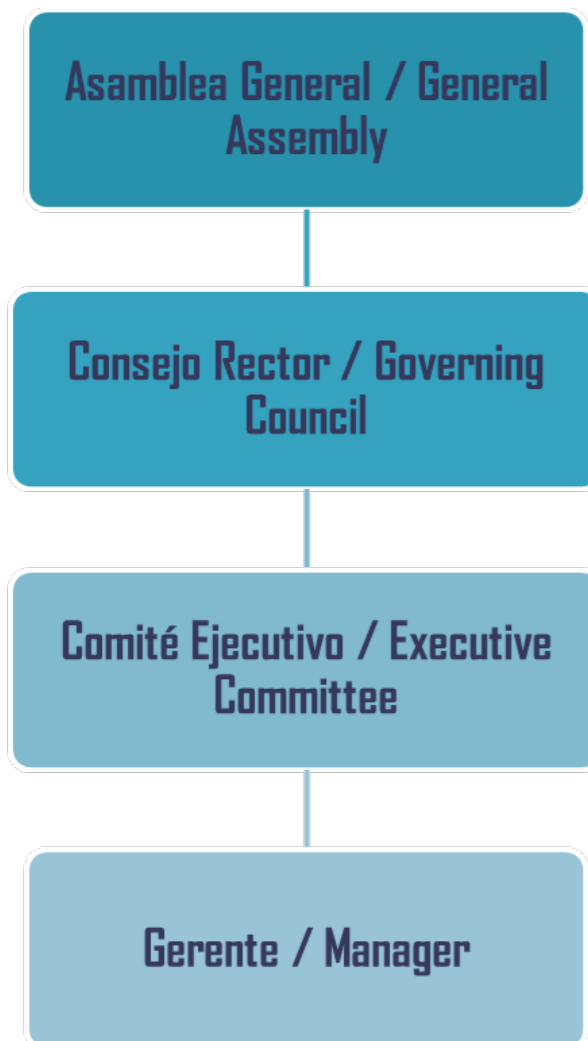 Asamblea General / General
Assembly
Consejo Rector / Governing
Council
Comité Ejecutivo / Executive
Committee
Gerente / Manager